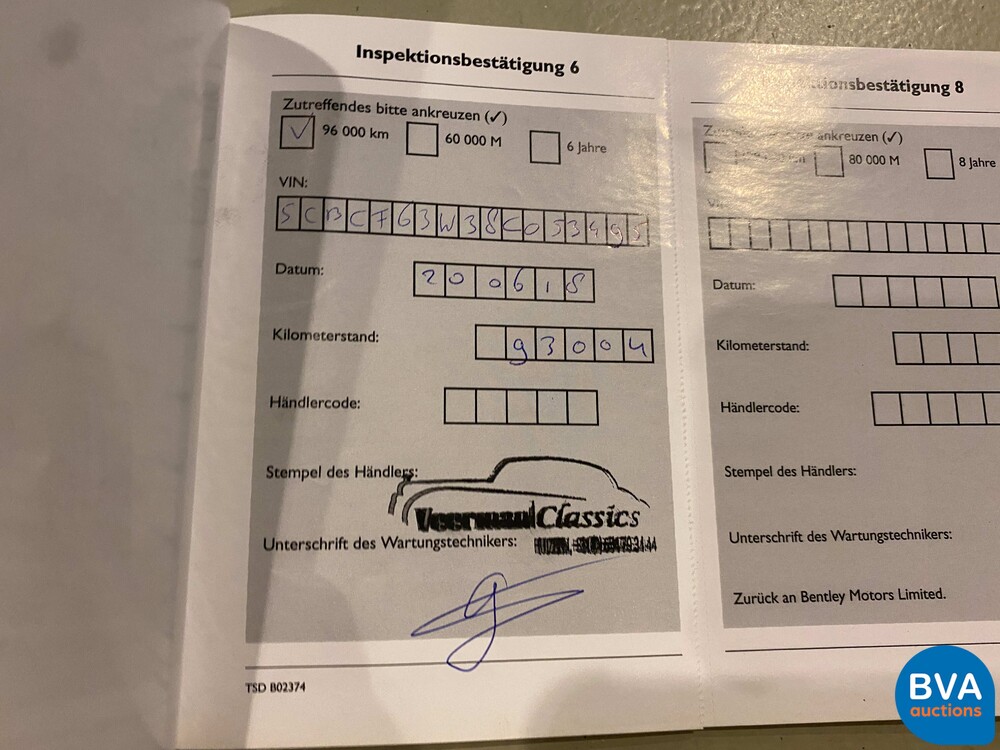 Inspektionsbestätigung 6
Zutreffendes bitte ankreuzen (✓)
✓ 96 000 km 60 000 M 6 Jahre
VIN:
SCBCF63W38C053495
Datum:
200618
Kilometerstand:
93004
Händlercode:
Stempel des Händlers:
Veerman Classics
Unterschrift des Wartungstechnikers:
TSD B02374
ktionsbestätigung 8
ankreuzen (✓)
80 000 M 8 Jahre
Datum:
Kilometerstand:
Händlercode:
Stempel des Händlers:
Unterschrift des Wartungstechnikers:
Zurück an Bentley Motors Limited.
BVA
auctions